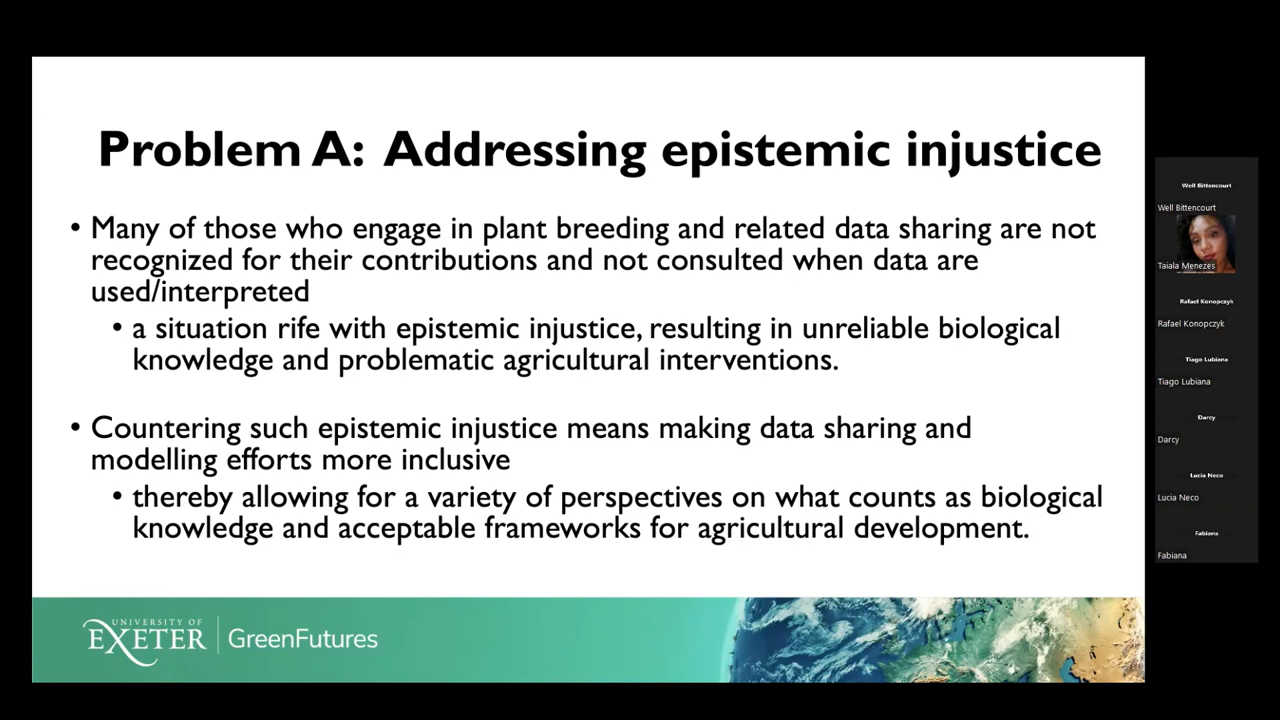 Problem A: Addressing epistemic injustice
• Many of those who engage in plant breeding and related data sharing are not
recognized for their contributions and not consulted when data are
used/interpreted
• a situation rife with epistemic injustice, resulting in unreliable biological
knowledge and problematic agricultural interventions.
• Countering such epistemic injustice means making data sharing and
modelling efforts more inclusive
• thereby allowing for a variety of perspectives on what counts as biological
knowledge and acceptable frameworks for agricultural development.
UNIVERSITY OF
EXETER
GreenFutures
Well Bittencourt
Well Bittencourt
Taiala Menezes
Rafael Konopczyk
Rafael Konopczyk
Tiago Lubiana
Tiago Lubiana
Darcy
Darcy
Lucia Neco
Lucia Neco
Fabiana
Fabiana